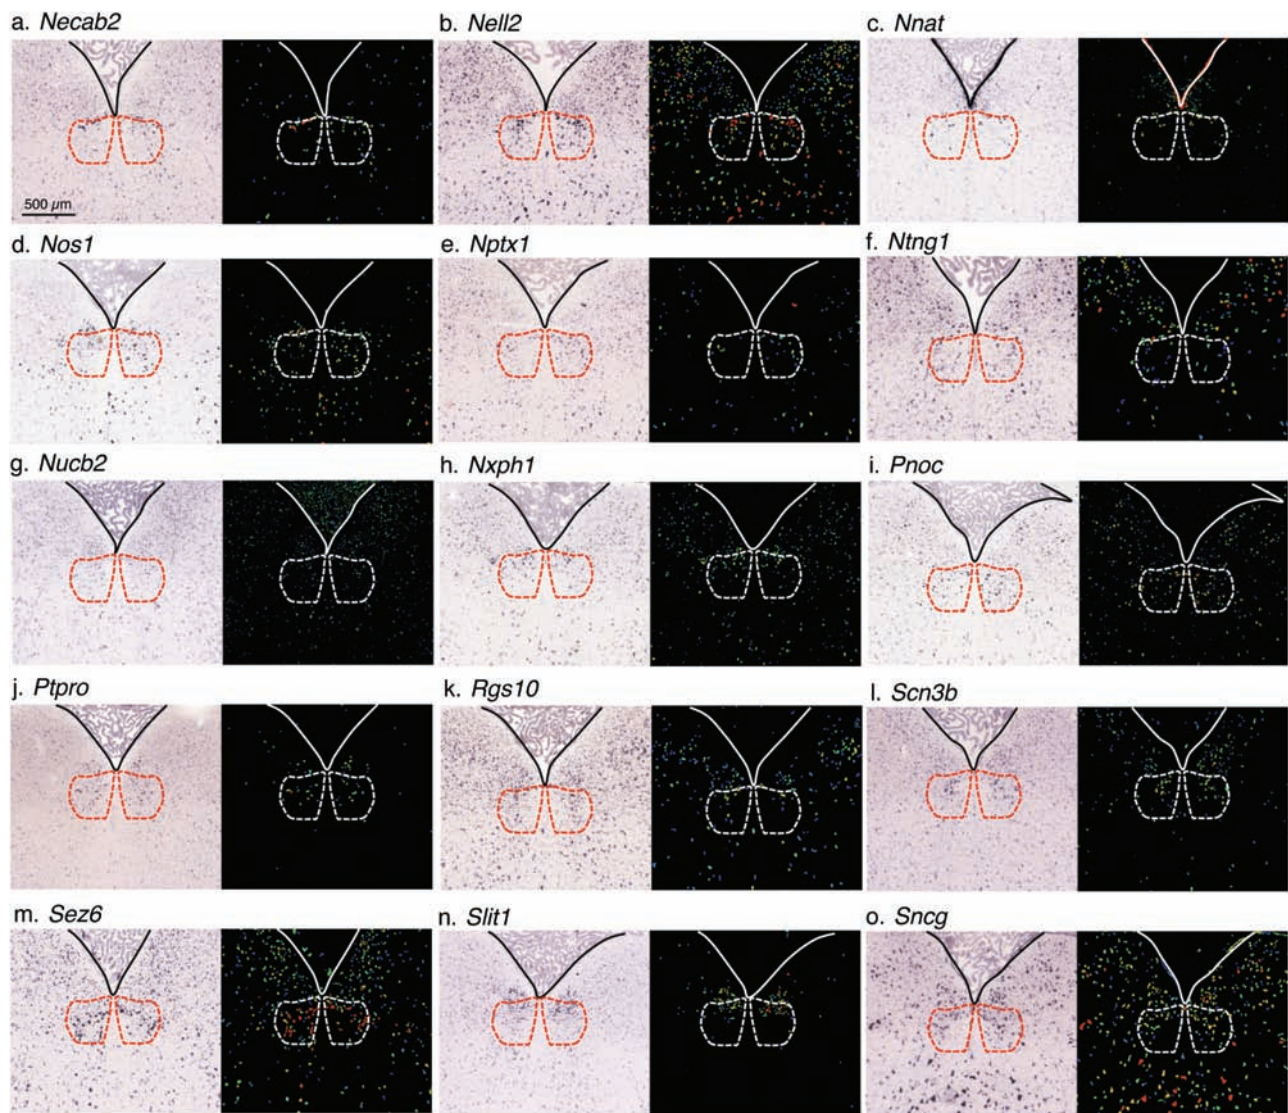 a. Necab2
b. Nell2
c. Nnat
500 µm
d. Nos1
e. Nptx1
f. Ntng1
g. Nucb2
h. Nxph1
i. Pnoc
j. Ptpro
k. Rgs10
l. Scn3b
m. Sez6
n. Slit1
o. Sncg